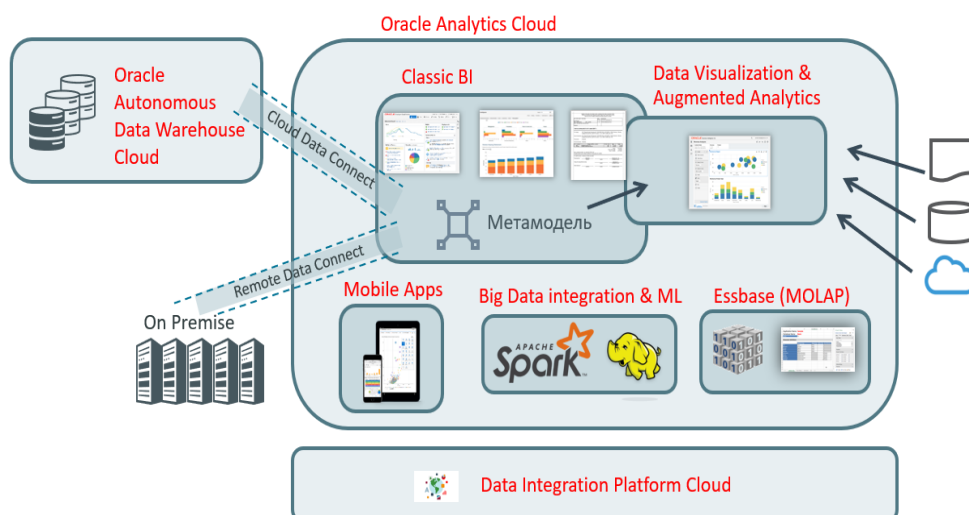 Oracle Analytics Cloud
Oracle
Autonomous
Data Warehouse
Cloud
Cloud Data Connect
Classic BI
Data Visualization &
Augmented Analytics
Метамодель
Remote Data Connect
On Premise
Mobile Apps
Big Data integration & ML
APACHE
Spark
Essbase (MOLAP)
Data Integration Platform Cloud